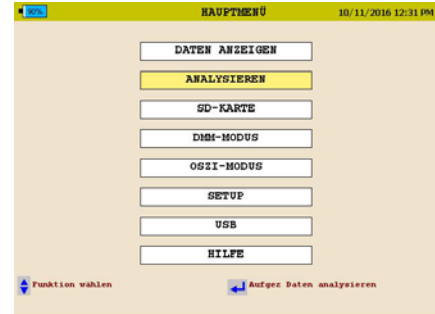 90% HAUPTMENÜ 10/11/2016 12:31 PM
DATEN ANZEIGEN
ANALYSIEREN
SD-KARTE
DMM-MODUS
OSZI-MODUS
SETUP
USB
HILFE
Funktion wählen Aufgez Daten analysieren